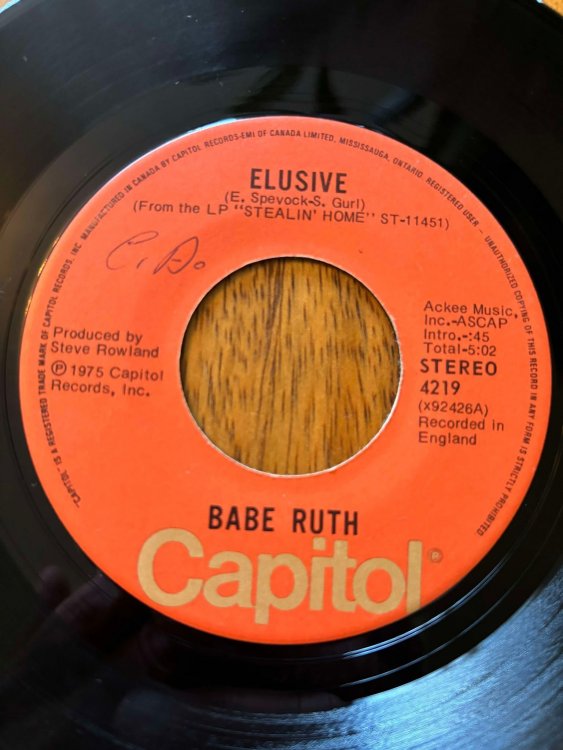 MANUFACTURED IN CANADA BY CAPITOL RECORDS-EMI OF CANADA LIMITED, MISSISSAUGA, ONTARIO. REGISTERED USER - UNAUTHORIZED COPYING OF THIS RECORD IN ANY FORM IS STRICTLY PROHIBITED.
"CAPITOL" IS A REGISTERED TRADE MARK OF CAPITOL RECORDS, INC.
ELUSIVE
(E. Spevock-S. Gurl)
(From the LP "STEALIN' HOME" ST-11451)
Produced by
Steve Rowland
℗ 1975 Capitol
Records, Inc.
Ackee Music,
Inc.-ASCAP
Intro.-:45
Total-5:02
STEREO
4219
(x92426A)
Recorded in
England
BABE RUTH
Capitol®